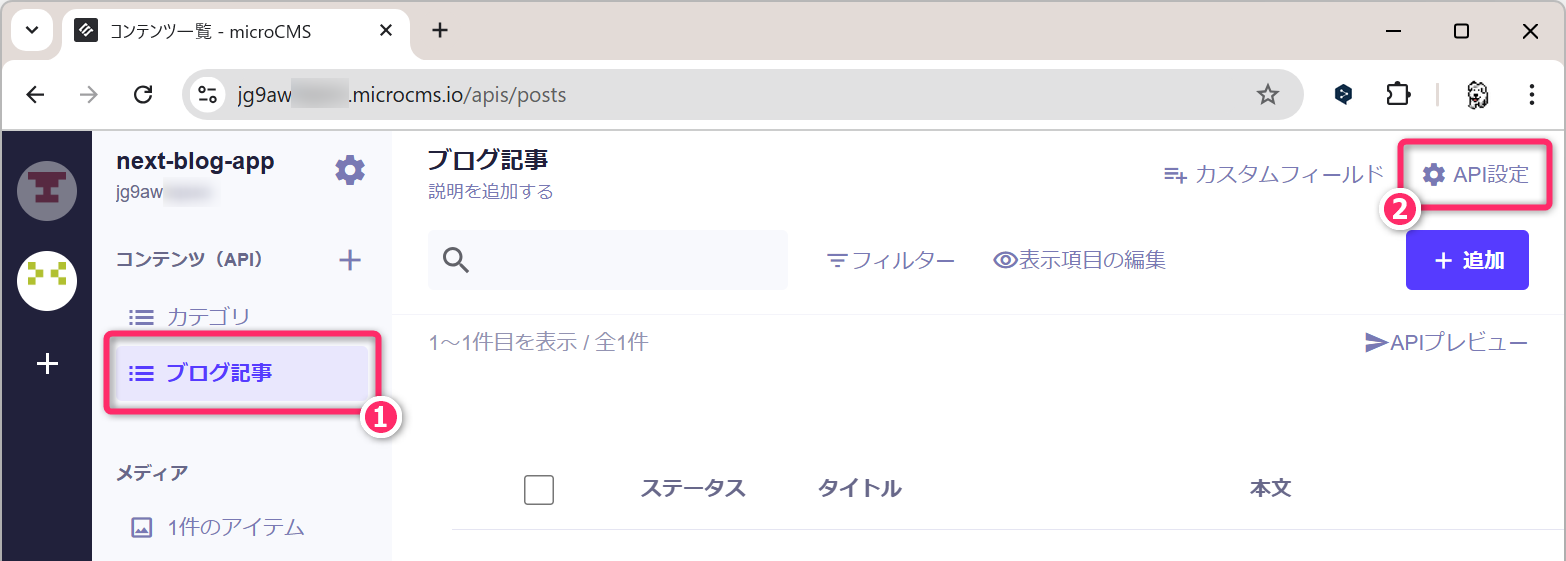 コンテンツ一覧 - microCMS
jg9aw .microcms.io/apis/posts
next-blog-app
jg9aw
ブログ記事
説明を追加する
カスタムフィールド
API設定
2
コンテンツ（API）
フィルター
表示項目の編集
追加
カテゴリ
1〜1件目を表示 / 全1件
APIプレビュー
ブログ記事
1
メディア
1件のアイテム
ステータス
タイトル
本文